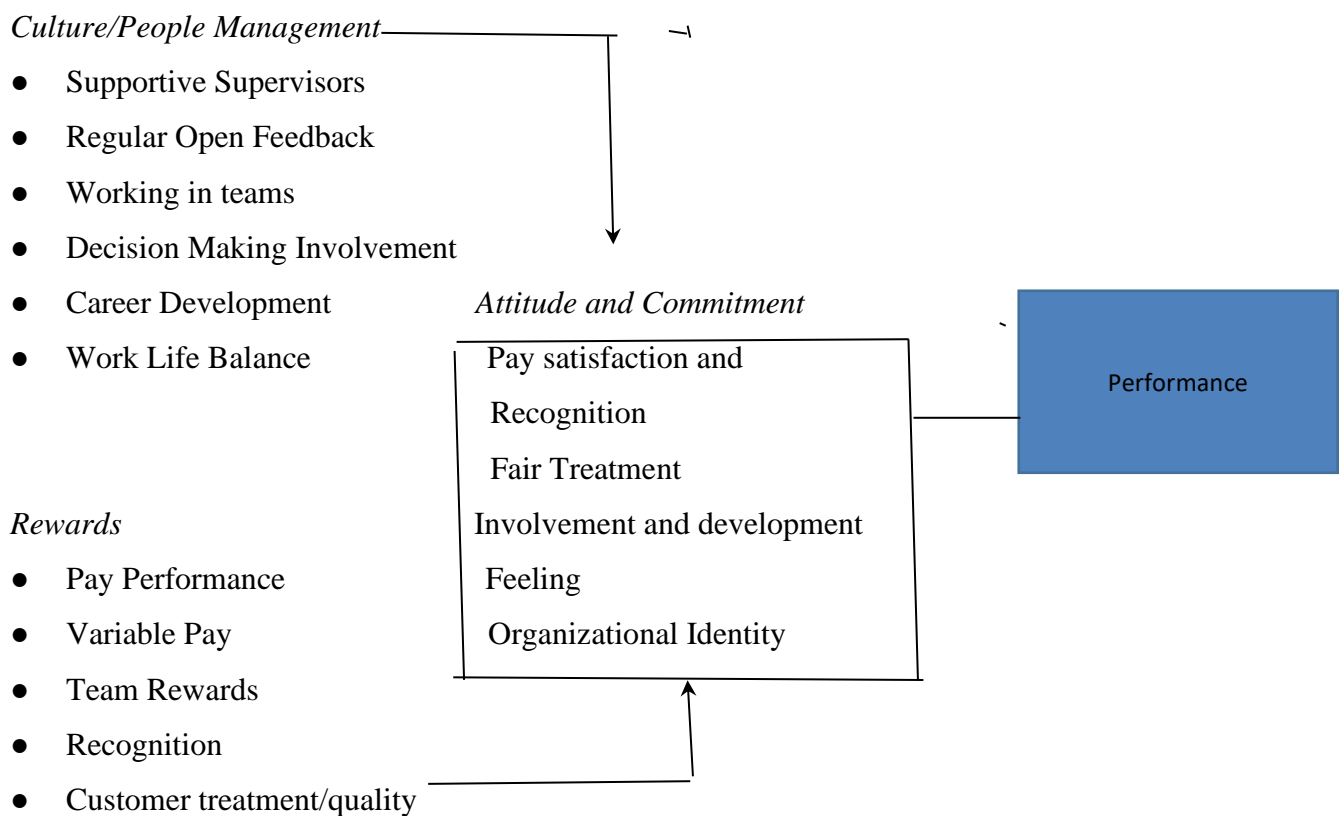 Culture/People Management
● Supportive Supervisors
● Regular Open Feedback
● Working in teams
● Decision Making Involvement
● Career Development
● Work Life Balance
Attitude and Commitment
Pay satisfaction and
Recognition
Fair Treatment
Involvement and development
Feeling
Organizational Identity
Performance
Rewards
● Pay Performance
● Variable Pay
● Team Rewards
● Recognition
● Customer treatment/quality